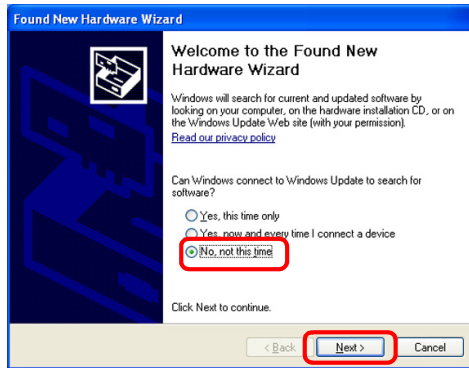 Found New Hardware Wizard
Welcome to the Found New
Hardware Wizard
Windows will search for current and updated software by
looking on your computer, on the hardware installation CD, or on
the Windows Update Web site (with your permission).
Read our privacy policy
Can Windows connect to Windows Update to search for
software?
Yes, this time only
Yes, now and every time I connect a device
No, not this time
Click Next to continue.
< Back Next > Cancel